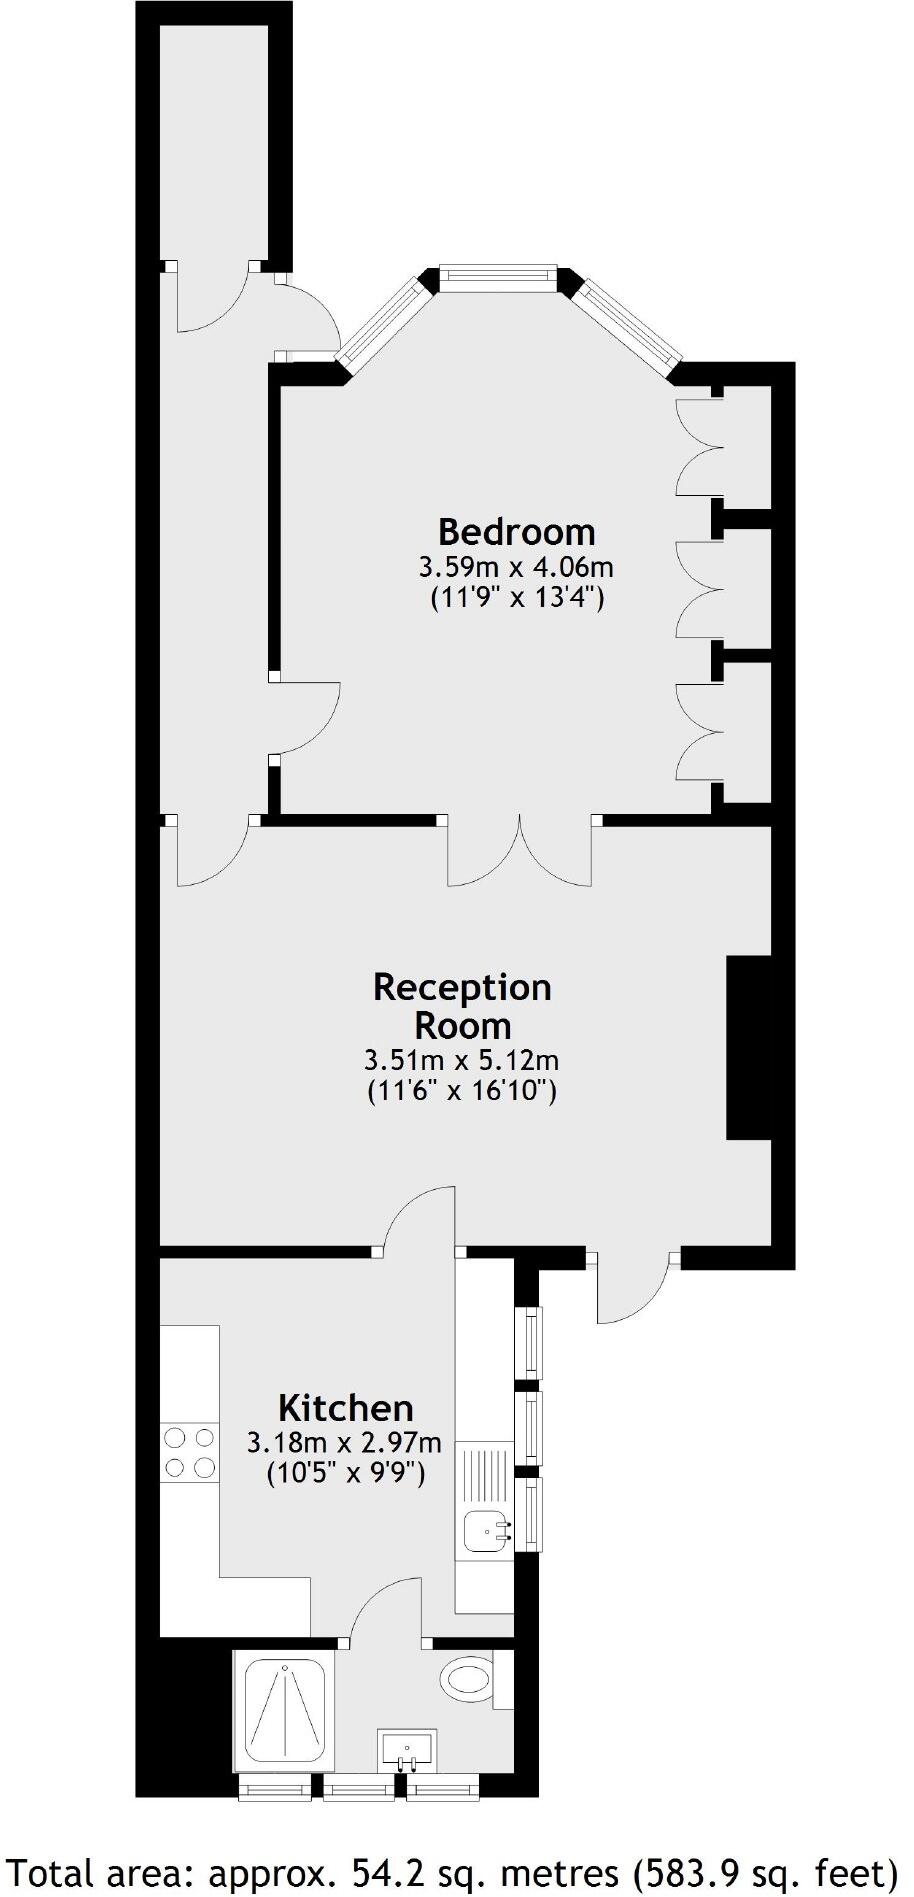 Bedroom
3.59m x 4.06m
(11'9" x 13'4")
Reception
Room
3.51m x 5.12m
(11'6" x 16'10")
Kitchen
3.18m x 2.97m
(10'5" x 9'9")
Total area: approx. 54.2 sq. metres (583.9 sq. feet)